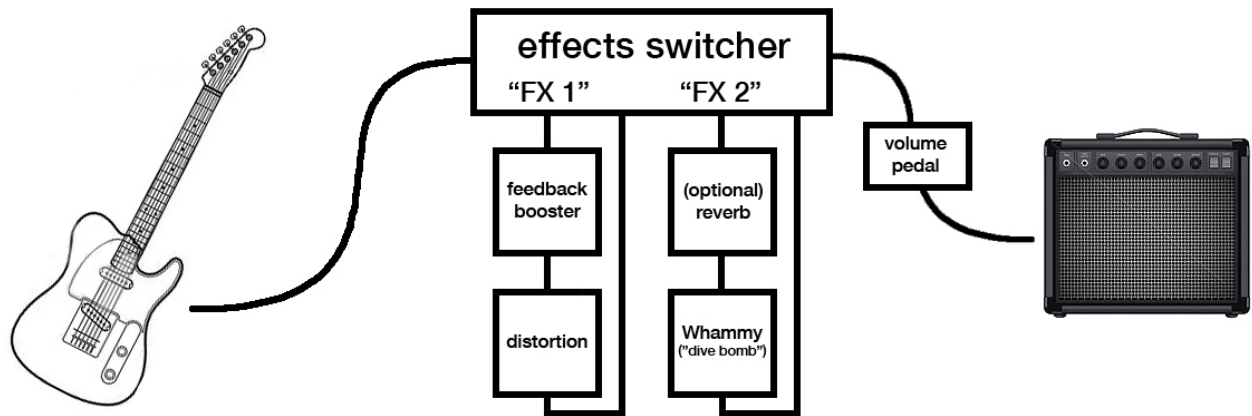 effects switcher
“FX 1” “FX 2”
feedback
booster
(optional)
reverb
volume
pedal
distortion
Whammy
("dive bomb")